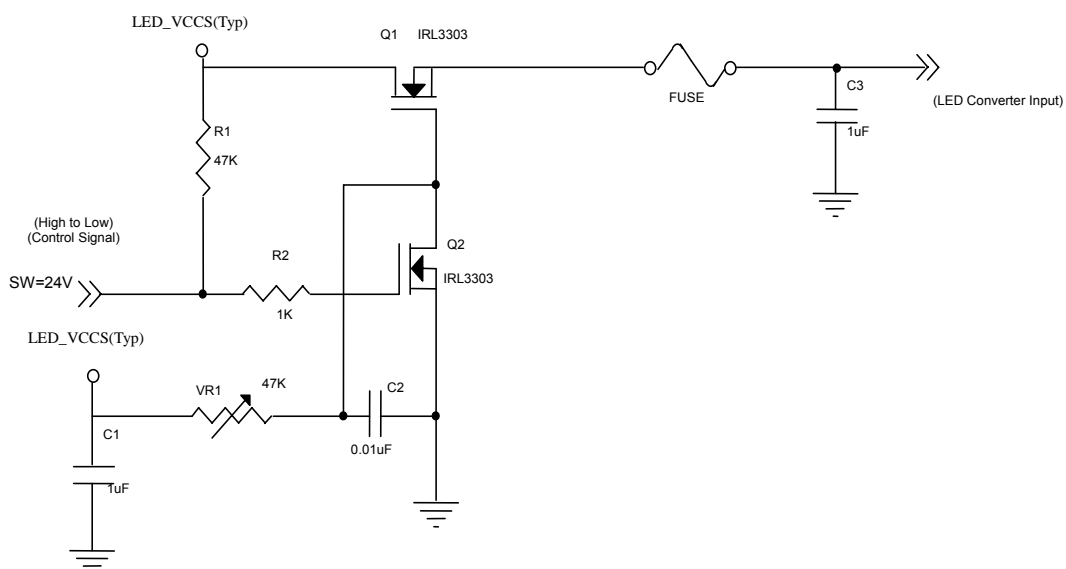 LED_VCCS(Typ)
Q1
IRL3303
FUSE
C3
1uF
(LED Converter Input)
R1
47K
(High to Low)
(Control Signal)
SW=24V
R2
1K
Q2
IRL3303
LED_VCCS(Typ)
VR1
47K
C2
0.01uF
C1
1uF